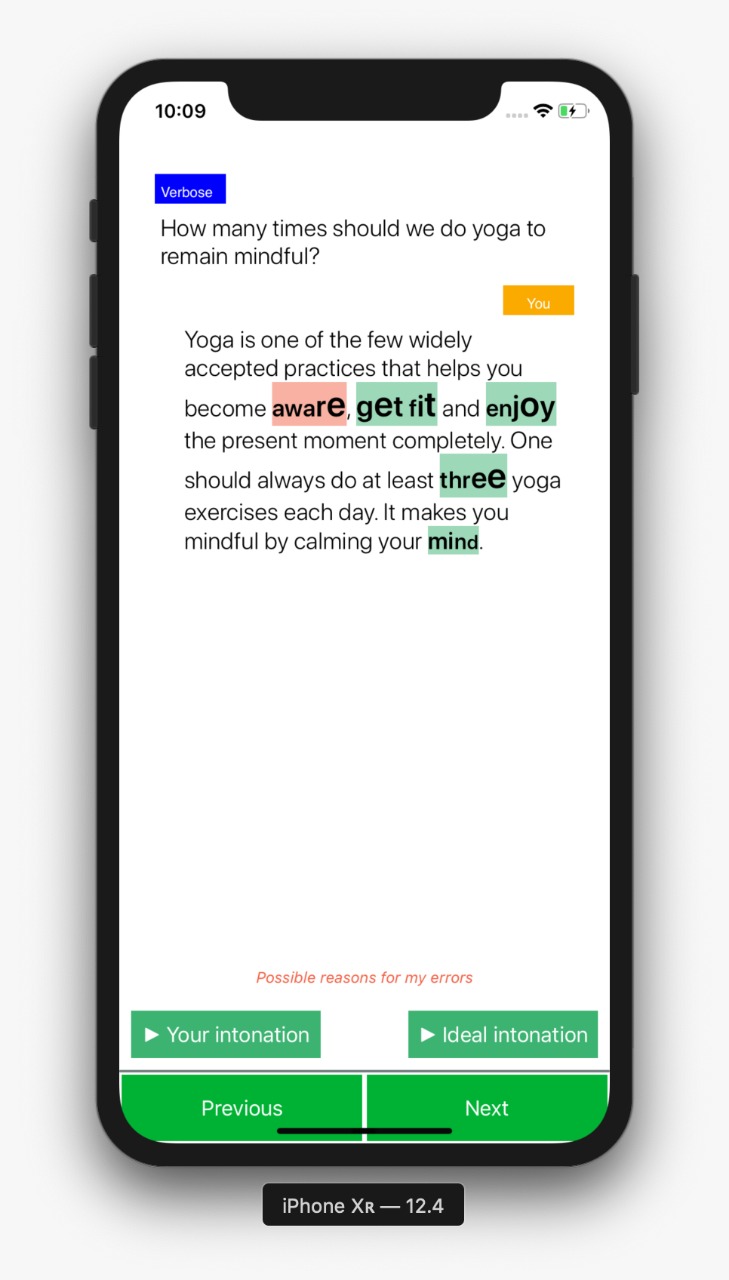 10:09
Verbose
How many times should we do yoga to
remain mindful?
You
Yoga is one of the few widely
accepted practices that helps you
become aware, get fit and enjoy
the present moment completely. One
should always do at least three yoga
exercises each day. It makes you
mindful by calming your mind.
Possible reasons for my errors
▶ Your intonation
▶ Ideal intonation
Previous
Next
iPhone XR — 12.4